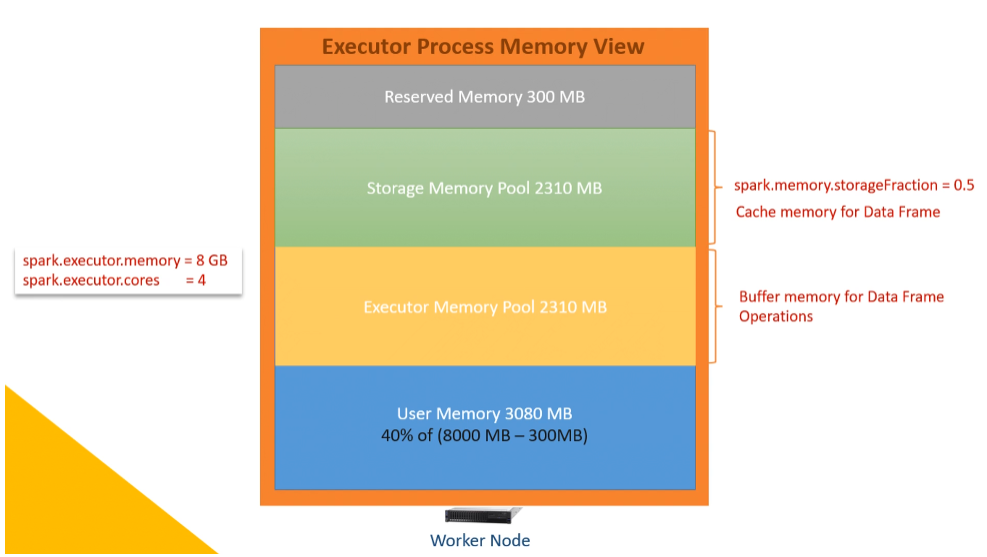 Executor Process Memory View
Reserved Memory 300 MB
Storage Memory Pool 2310 MB
spark.memory.storageFraction = 0.5
Cache memory for Data Frame
spark.executor.memory = 8 GB
spark.executor.cores = 4
Executor Memory Pool 2310 MB
Buffer memory for Data Frame
Operations
User Memory 3080 MB
40% of (8000 MB – 300MB)
Worker Node